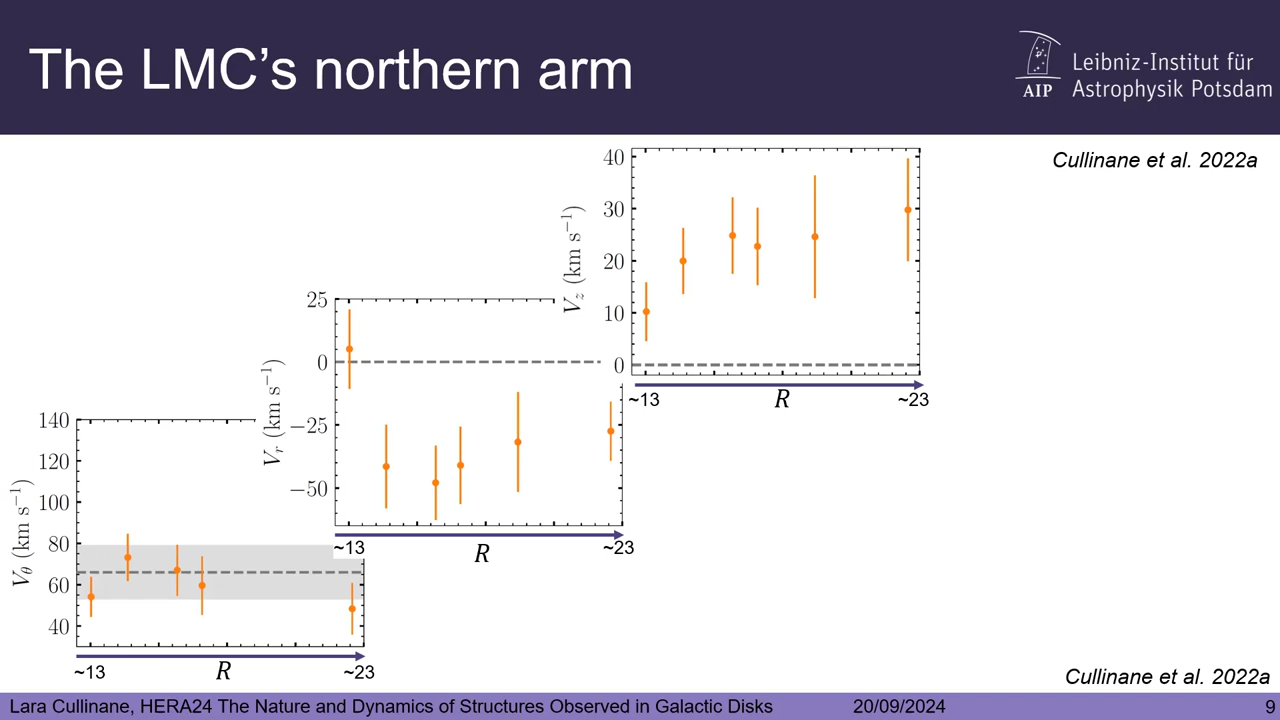 The LMC's northern arm
AIP
Leibniz-Institut für
Astrophysik Potsdam
Cullinane et al. 2022a
40
30
20
10
0
V_z (km s⁻¹)
~13
R
~23
25
0
−25
−50
V_r (km s⁻¹)
~13
R
~23
140
120
100
80
60
40
V_θ (km s⁻¹)
~13
R
~23
Cullinane et al. 2022a
Lara Cullinane, HERA24 The Nature and Dynamics of Structures Observed in Galactic Disks 20/09/2024 9